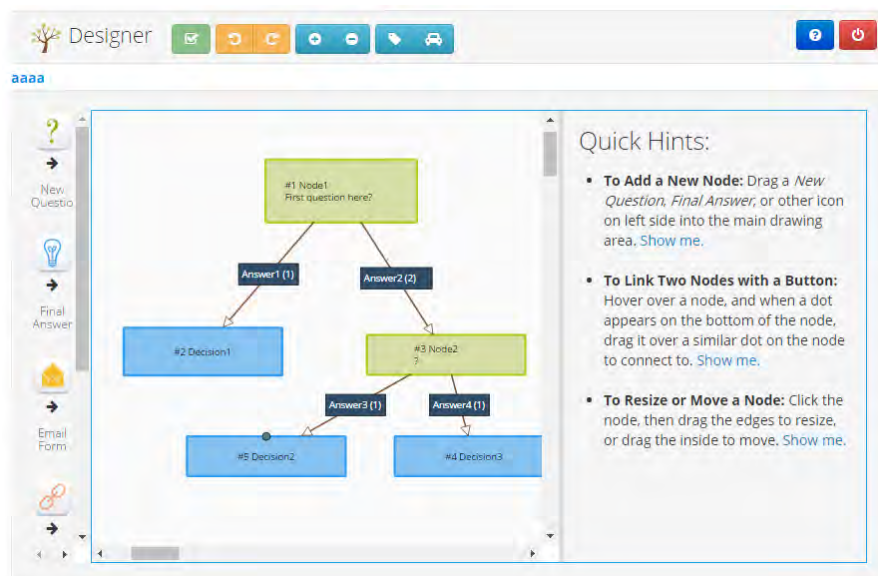 Designer
aaaa
New
Questio
Final
Answer
Email
Form
#1 Node1
First question here?
Answer1 (1)
Answer2 (2)
#2 Decision1
#3 Node2
?
Answer3 (1)
Answer4 (1)
#5 Decision2
#4 Decision3
Quick Hints:
• To Add a New Node: Drag a New
Question, Final Answer, or other icon
on left side into the main drawing
area. Show me.
• To Link Two Nodes with a Button:
Hover over a node, and when a dot
appears on the bottom of the node,
drag it over a similar dot on the node
to connect to. Show me.
• To Resize or Move a Node: Click the
node, then drag the edges to resize,
or drag the inside to move. Show me.